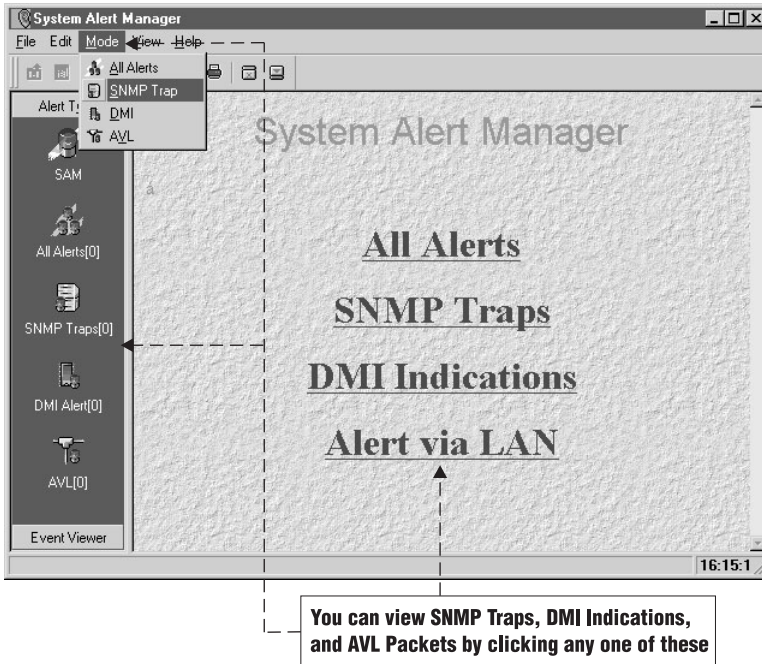 System Alert Manager
File Edit Mode View Help
All Alerts
SNMP Trap
DMI
AVL
Alert T
SAM
All Alerts[0]
SNMP Traps[0]
DMI Alert[0]
AVL[0]
Event Viewer
System Alert Manager
á
All Alerts
SNMP Traps
DMI Indications
Alert via LAN
16:15:1
You can view SNMP Traps, DMI Indications,
and AVL Packets by clicking any one of these